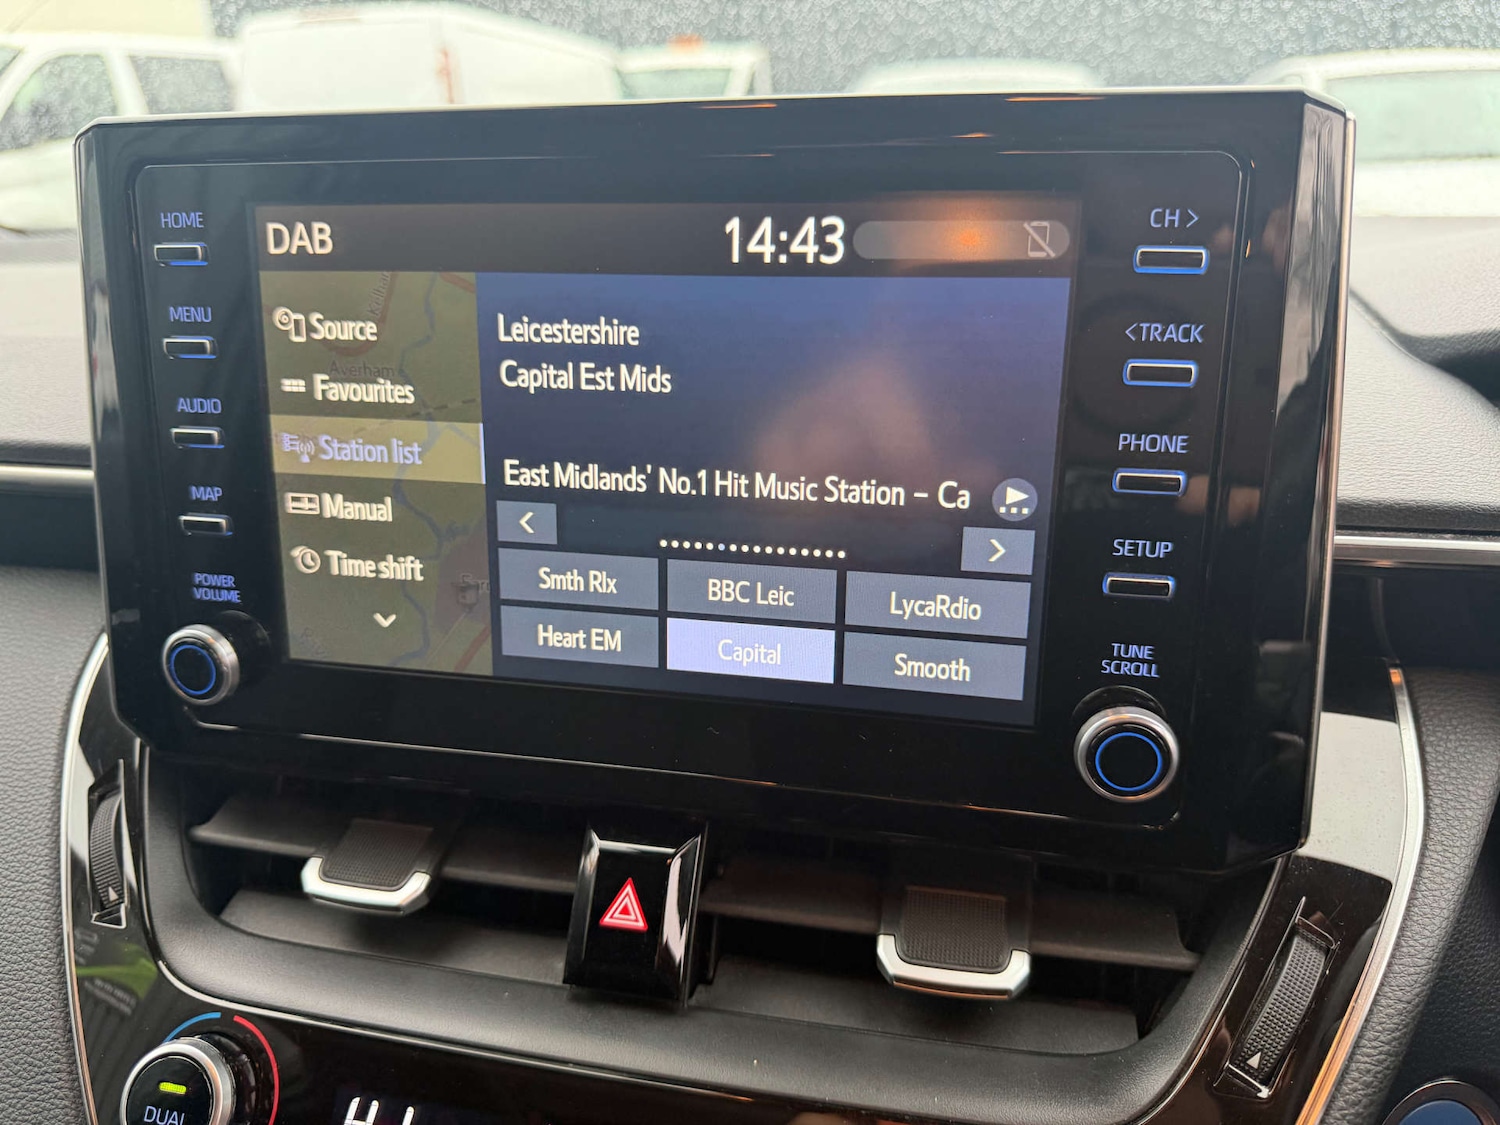 HOME
MENU
AUDIO
MAP
POWER
VOLUME
DAB
14:43
Source
Averham
Favourites
Station list
Manual
Time shift
Leicestershire
Capital Est Mids
East Midlands' No.1 Hit Music Station – Ca
Smth Rlx
BBC Leic
LycaRdio
Heart EM
Capital
Smooth
CH >
< TRACK
PHONE
SETUP
TUNE
SCROLL
DUAL